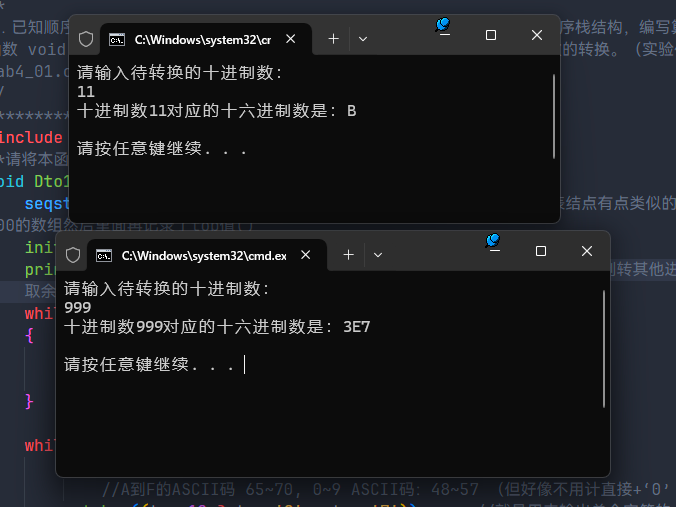 *
. 已知顺序
序栈结构，编写算
函数 void
的转换。（实验
ab4_01.c
/
C:\Windows\system32\cr
请输入待转换的十进制数：
11
十进制数11对应的十六进制数是：B
请按任意键继续. . .
*********
include
*请将本函
oid Dto1
seqst
表结点有点类似的
00的数组然后里面再记录了top值()
C:\Windows\system32\cmd.ex
请输入待转换的十进制数：
999
十进制数999对应的十六进制数是：3E7
请按任意键继续. . .
init
prin
制转其他进
取余
whil
{
}
whil
//A到F的ASCII码 65~70, 0~9 ASCII码：48~57 （但好像不用计直接+‘0’